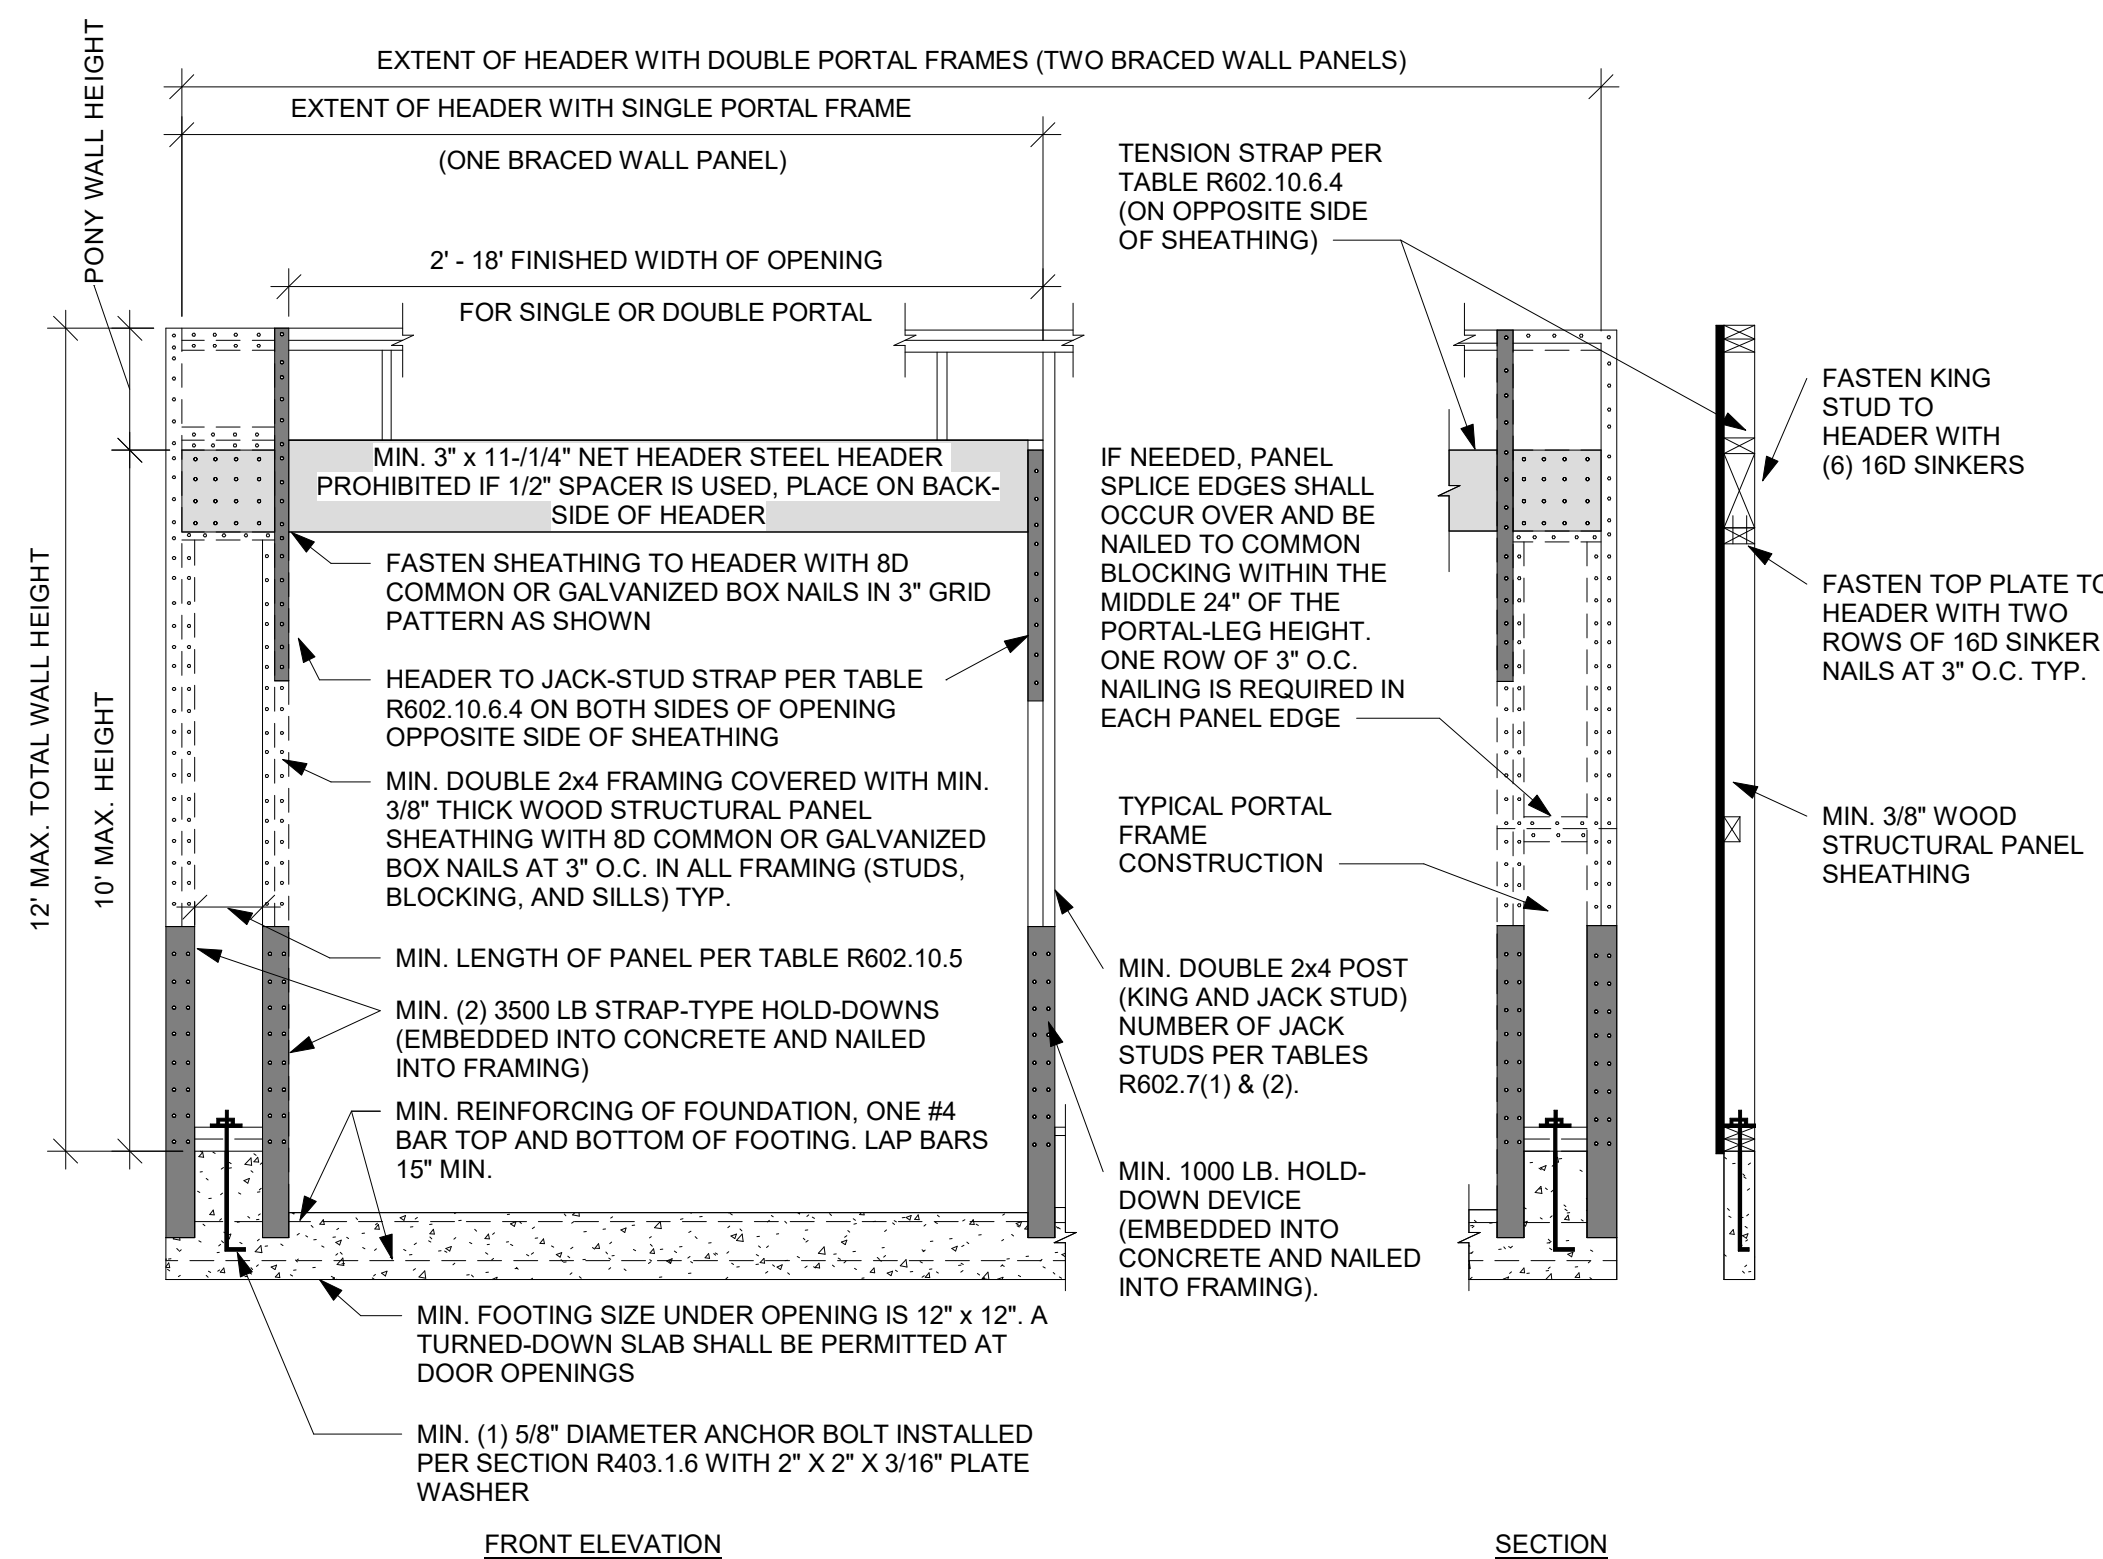 PONY WALL HEIGHT
EXTENT OF HEADER WITH DOUBLE PORTAL FRAMES (TWO BRACED WALL PANELS)
EXTENT OF HEADER WITH SINGLE PORTAL FRAME
(ONE BRACED WALL PANEL)
2' - 18' FINISHED WIDTH OF OPENING
FOR SINGLE OR DOUBLE PORTAL
12' MAX. TOTAL WALL HEIGHT
10' MAX. HEIGHT
MIN. 3" x 11-/1/4" NET HEADER STEEL HEADER
PROHIBITED IF 1/2" SPACER IS USED, PLACE ON BACK-
SIDE OF HEADER
FASTEN SHEATHING TO HEADER WITH 8D
COMMON OR GALVANIZED BOX NAILS IN 3" GRID
PATTERN AS SHOWN
HEADER TO JACK-STUD STRAP PER TABLE
R602.10.6.4 ON BOTH SIDES OF OPENING
OPPOSITE SIDE OF SHEATHING
MIN. DOUBLE 2x4 FRAMING COVERED WITH MIN.
3/8" THICK WOOD STRUCTURAL PANEL
SHEATHING WITH 8D COMMON OR GALVANIZED
BOX NAILS AT 3" O.C. IN ALL FRAMING (STUDS,
BLOCKING, AND SILLS) TYP.
MIN. LENGTH OF PANEL PER TABLE R602.10.5
MIN. (2) 3500 LB STRAP-TYPE HOLD-DOWNS
(EMBEDDED INTO CONCRETE AND NAILED
INTO FRAMING)
MIN. REINFORCING OF FOUNDATION, ONE #4
BAR TOP AND BOTTOM OF FOOTING. LAP BARS
15" MIN.
MIN. FOOTING SIZE UNDER OPENING IS 12" x 12". A
TURNED-DOWN SLAB SHALL BE PERMITTED AT
DOOR OPENINGS
MIN. (1) 5/8" DIAMETER ANCHOR BOLT INSTALLED
PER SECTION R403.1.6 WITH 2" X 2" X 3/16" PLATE
WASHER
FRONT ELEVATION
TENSION STRAP PER
TABLE R602.10.6.4
(ON OPPOSITE SIDE
OF SHEATHING)
IF NEEDED, PANEL
SPLICE EDGES SHALL
OCCUR OVER AND BE
NAILED TO COMMON
BLOCKING WITHIN THE
MIDDLE 24" OF THE
PORTAL-LEG HEIGHT.
ONE ROW OF 3" O.C.
NAILING IS REQUIRED IN
EACH PANEL EDGE
TYPICAL PORTAL
FRAME
CONSTRUCTION
MIN. DOUBLE 2x4 POST
(KING AND JACK STUD)
NUMBER OF JACK
STUDS PER TABLES
R602.7(1) & (2).
MIN. 1000 LB. HOLD-
DOWN DEVICE
(EMBEDDED INTO
CONCRETE AND NAILED
INTO FRAMING).
FASTEN KING
STUD TO
HEADER WITH
(6) 16D SINKERS
FASTEN TOP PLATE TO
HEADER WITH TWO
ROWS OF 16D SINKER
NAILS AT 3" O.C. TYP.
MIN. 3/8" WOOD
STRUCTURAL PANEL
SHEATHING
SECTION